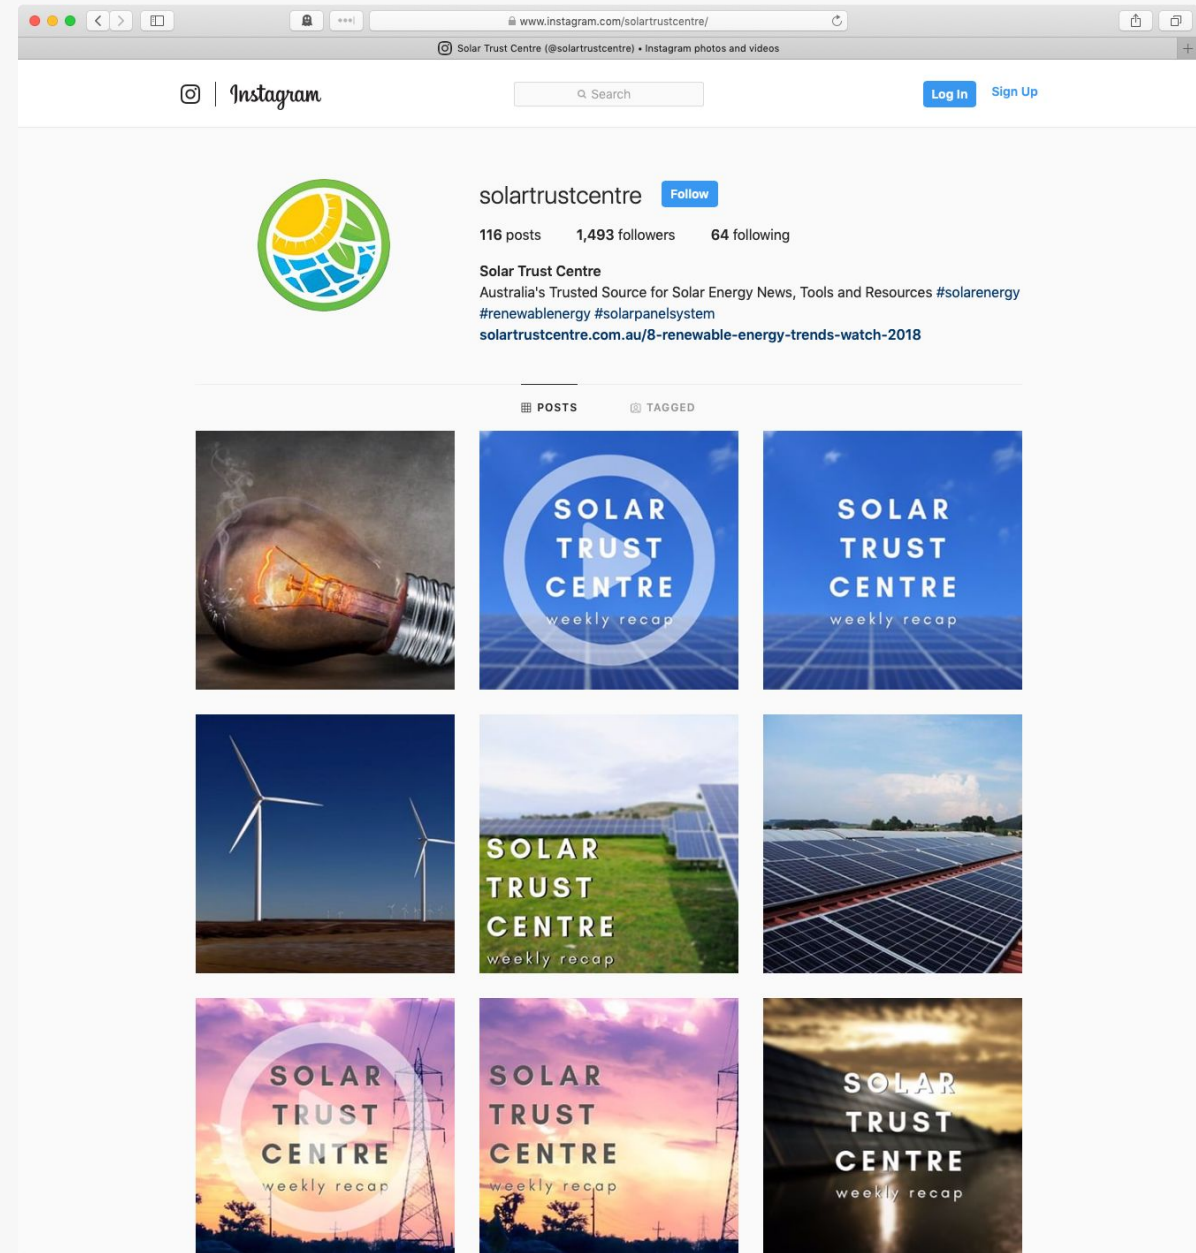 www.instagram.com/solartrustcentre/
Solar Trust Centre (@solartrustcentre) • Instagram photos and videos
Instagram
Search
Log In
Sign Up
solartrustcentre
Follow
116 posts 1,493 followers 64 following
Solar Trust Centre
Australia's Trusted Source for Solar Energy News, Tools and Resources #solarenergy
#renewablenergy #solarpanelsystem
solartrustcentre.com.au/8-renewable-energy-trends-watch-2018
POSTS
TAGGED
SOLAR
TRUST
CENTRE
weekly recap
SOLAR
TRUST
CENTRE
weekly recap
SOLAR
TRUST
CENTRE
weekly recap
SOLAR
TRUST
CENTRE
weekly recap
SOLAR
TRUST
CENTRE
weekly recap
SOLAR
TRUST
CENTRE
weekly recap